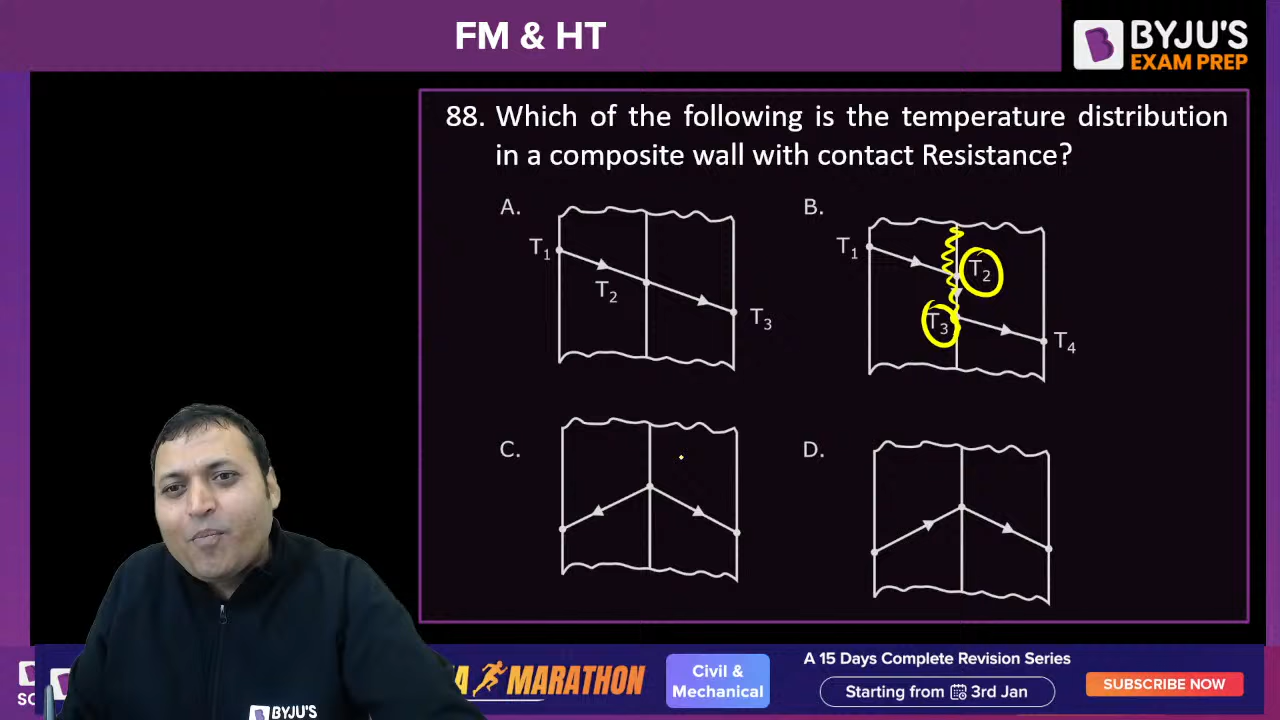 FM & HT
BYJU'S
EXAM PREP
88. Which of the following is the temperature distribution
in a composite wall with contact Resistance?
A.
T1
T2
T3
B.
T1
T2
T3
T4
C.
D.
A MARATHON
Civil &
Mechanical
A 15 Days Complete Revision Series
Starting from 3rd Jan
SUBSCRIBE NOW
BYJU'S